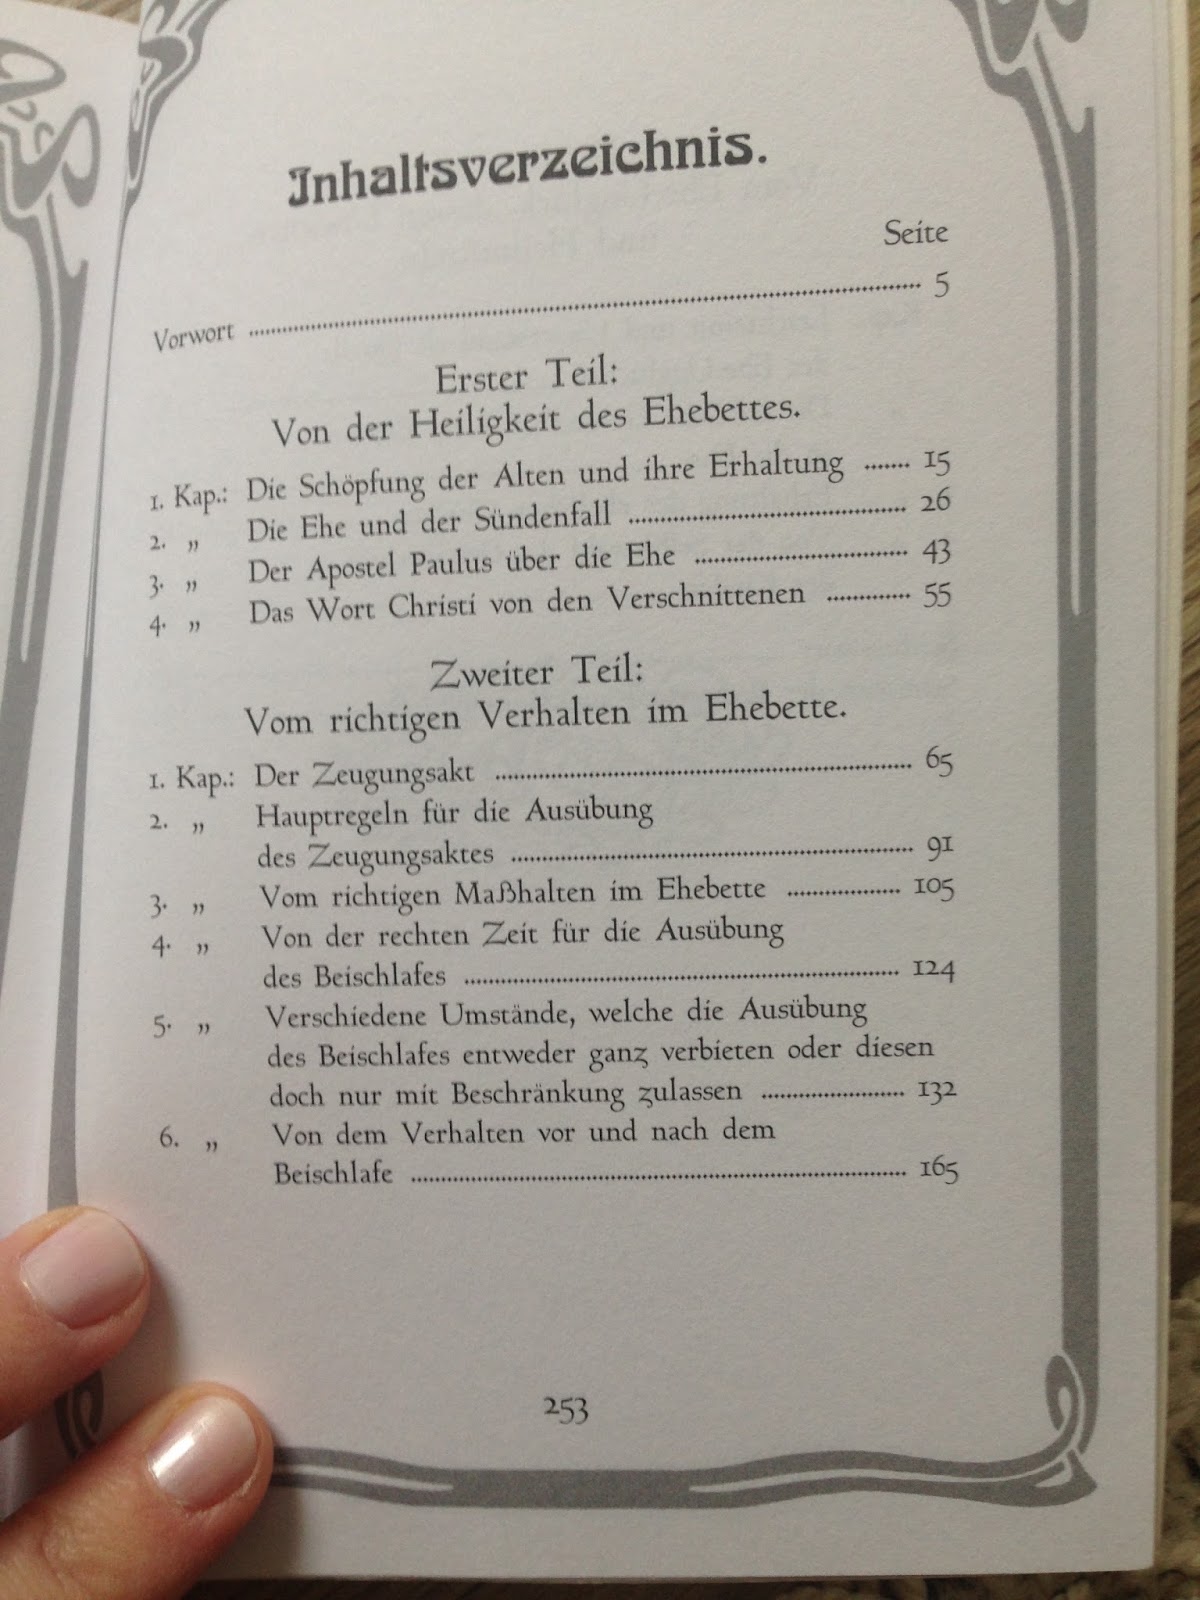 Inhaltsverzeichnis.
Seite
Vorwort ........................................ 5
Erster Teil:
Von der Heiligkeit des Ehebettes.
1. Kap.: Die Schöpfung der Alten und ihre Erhaltung ....... 15
2. „ Die Ehe und der Sündenfall ........................ 26
3. „ Der Apostel Paulus über die Ehe .................. 43
4. „ Das Wort Christi von den Verschnittenen ............. 55
Zweiter Teil:
Vom richtigen Verhalten im Ehebette.
1. Kap.: Der Zeugungsakt ........................................ 65
2. „ Hauptregeln für die Ausübung
des Zeugungsaktes ........................................ 91
3. „ Vom richtigen Maßhalten im Ehebette .................. 105
4. „ Von der rechten Zeit für die Ausübung
des Beischlafes ........................................ 124
5. „ Verschiedene Umstände, welche die Ausübung
des Beischlafes entweder ganz verbieten oder diesen
doch nur mit Beschränkung zulassen ....................... 132
6. „ Von dem Verhalten vor und nach dem
Beischlafe ........................................ 165
253